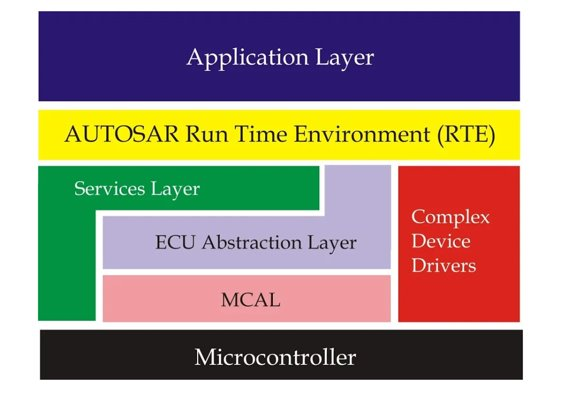 Application Layer
AUTOSAR Run Time Environment (RTE)
Services Layer
ECU Abstraction Layer
MCAL
Complex
Device
Drivers
Microcontroller